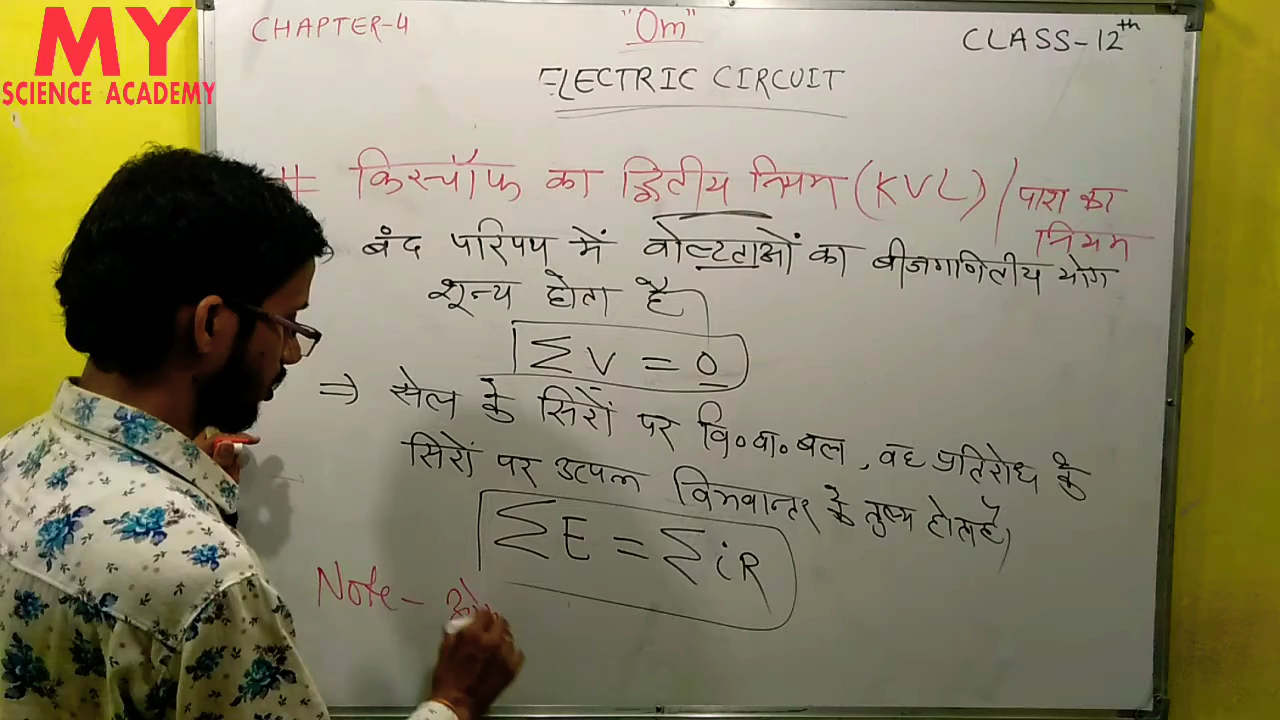 MY
SCIENCE ACADEMY
CHAPTER-4
"Om"
CLASS-12th
ELECTRIC CIRCUIT
# किरचॉफ का द्वितीय नियम (KVL) / पाश का
नियम
बंद परिपथ में वोल्टताओं का बीजगणितीय योग
शून्य होता है
ΣV = 0
⇒ सेल के सिरों पर वि०वा०बल, वह प्रतिरोध के
सिरों पर उत्पन्न विभवान्तर के तुल्य होता है।
ΣE = ΣiR
Note -